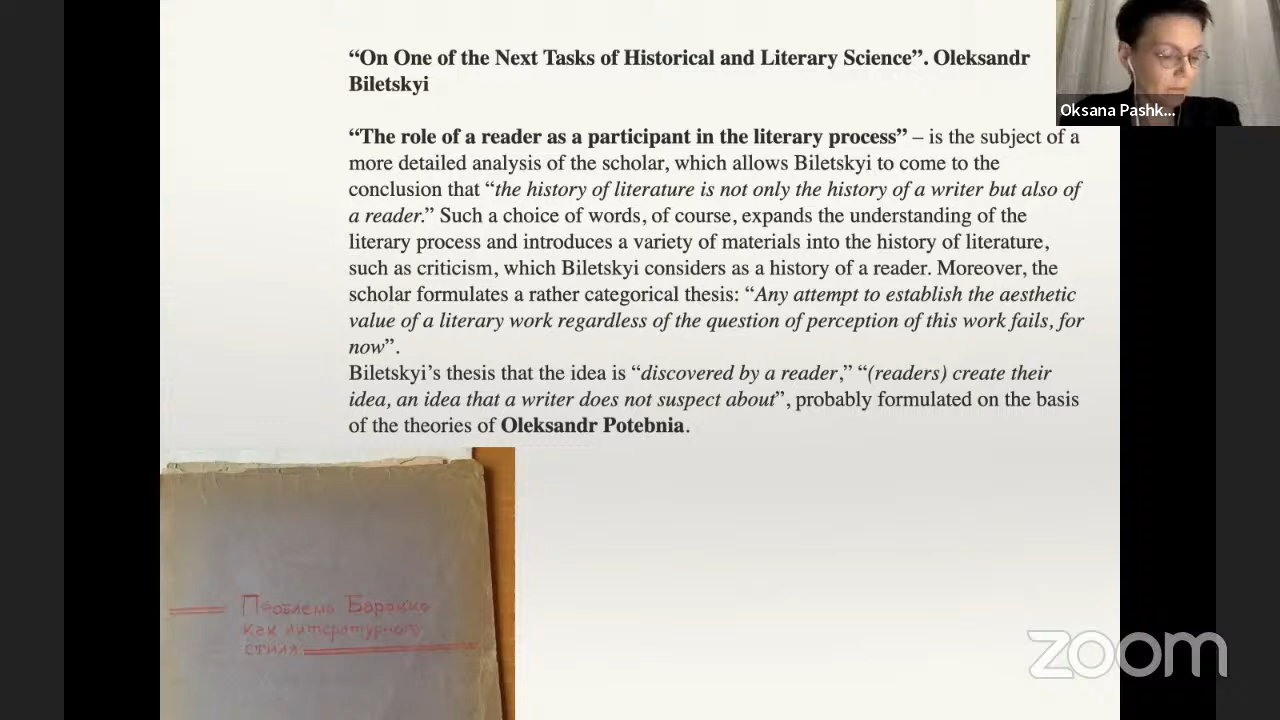 “On One of the Next Tasks of Historical and Literary Science”. Oleksandr
Biletskyi
“The role of a reader as a participant in the literary process” – is the subject of a
more detailed analysis of the scholar, which allows Biletskyi to come to the
conclusion that “the history of literature is not only the history of a writer but also of
a reader.” Such a choice of words, of course, expands the understanding of the
literary process and introduces a variety of materials into the history of literature,
such as criticism, which Biletskyi considers as a history of a reader. Moreover, the
scholar formulates a rather categorical thesis: “Any attempt to establish the aesthetic
value of a literary work regardless of the question of perception of this work fails, for
now”.
Biletskyi’s thesis that the idea is “discovered by a reader,” “(readers) create their
idea, an idea that a writer does not suspect about”, probably formulated on the basis
of the theories of Oleksandr Potebnia.
Oksana Pashk...
Проблема Барокко
как литературного
стиля
zoom